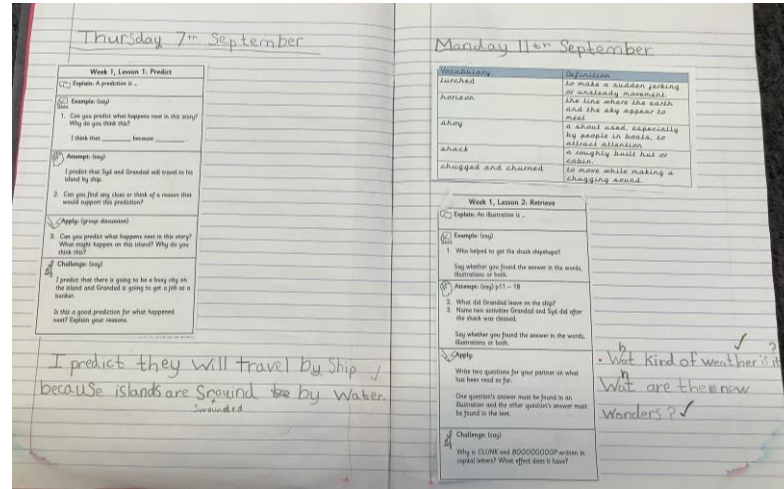 Thursday 7th September
Week 1, Lesson 1: Predict
Explain: A prediction is ..
Example: (say)
1. Can you predict what happens next in this story?
Why do you think this?
I think that ________ because ________.
Attempt: (say)
I predict that Syd and Grandad will travel to his
island by ship.
2. Can you find any clues or think of a reason that
would support this prediction?
Apply: (group discussion)
3. Can you predict what happens next in this story?
What might happen on this island? Why do you
think this?
Challenge: (say)
I predict that there is going to be a busy city on
the island and Grandad is going to get a job as a
banker.
Is this a good prediction for what happened
next? Explain your reasons.
I predict they will travel by Ship
because islands are Sround by Water.
Surrounded
Manday 11th September
Vocabulary Definition
Lurched to make a sudden jerking
or unsteady movement.
horizon the line where the earth
and the sky appear to
meet
ahoy a shout used, especially
by people in boats, to
attract attention
shack a roughly built hut or
cabin.
chugged and churned to move while making a
chugging sound.
Week 1, Lesson 2: Retrieve
Explain: An illustration is ..
Example: (say)
1. Who helped to get the shack shipshape?
Say whether you found the answer in the words,
illustrations or both.
Attempt: (say) p11 - 18
2. What did Grandad leave on the ship?
3. Name two activities Grandad and Syd did after
the shack was cleaned.
Say whether you found the answer in the words,
illustrations or both.
Apply:
Write two questions for your partner on what
has been read so far.
One question's answer must be found in an
illustration and the other question's answer must
be found in the text.
Challenge: (say)
Why is CLUNK and written in
capital letters? What effect does it have?
h ?
Wat kind of weather is it
h
Wat are the new
Wonders?